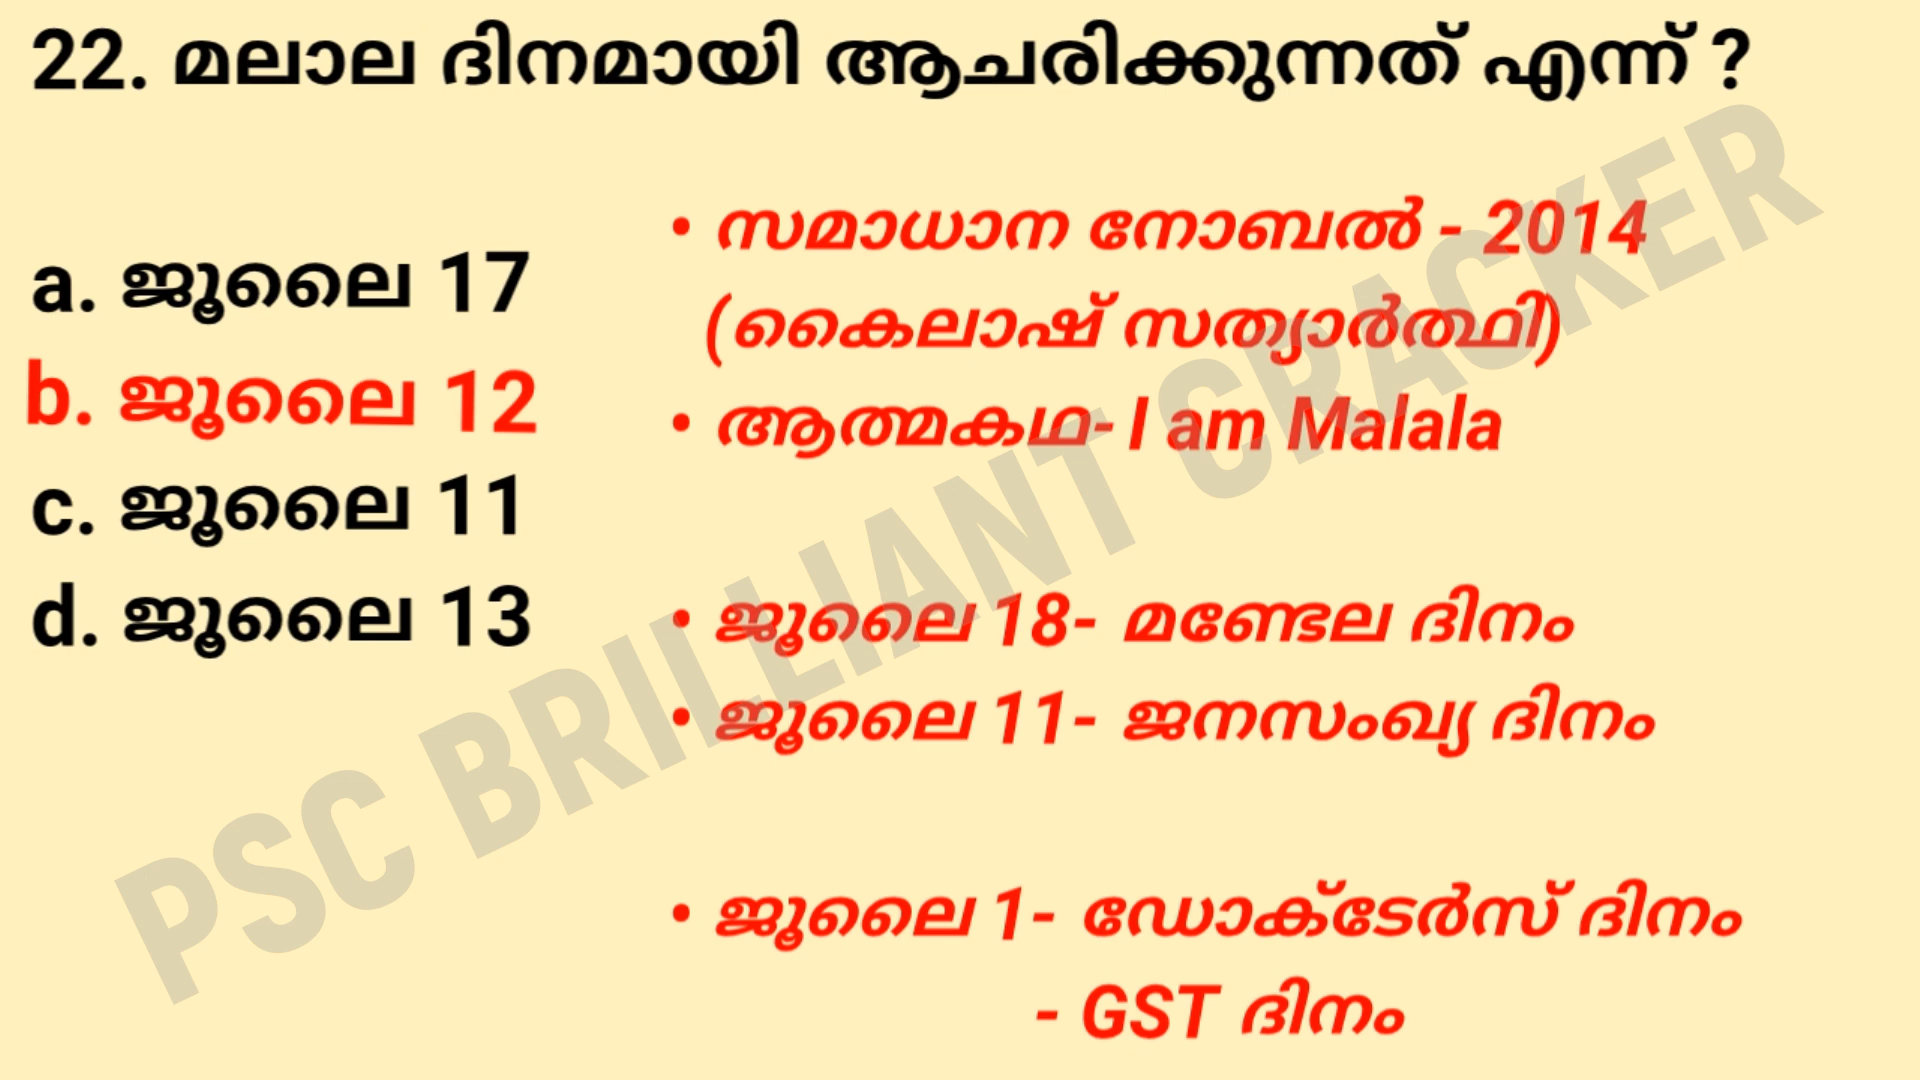 22. മലാല ദിനമായി ആചരിക്കുന്നത് എന്ന് ?
a. ജൂലൈ 17
b. ജൂലൈ 12
c. ജൂലൈ 11
d. ജൂലൈ 13
• സമാധാന നോബൽ - 2014
(കൈലാഷ് സത്യാർത്ഥി)
• ആത്മകഥ- I am Malala
• ജൂലൈ 18- മണ്ടേല ദിനം
• ജൂലൈ 11- ജനസംഖ്യ ദിനം
• ജൂലൈ 1- ഡോക്ടേർസ് ദിനം
- GST ദിനം
PSC BRILLIANT CRACKER